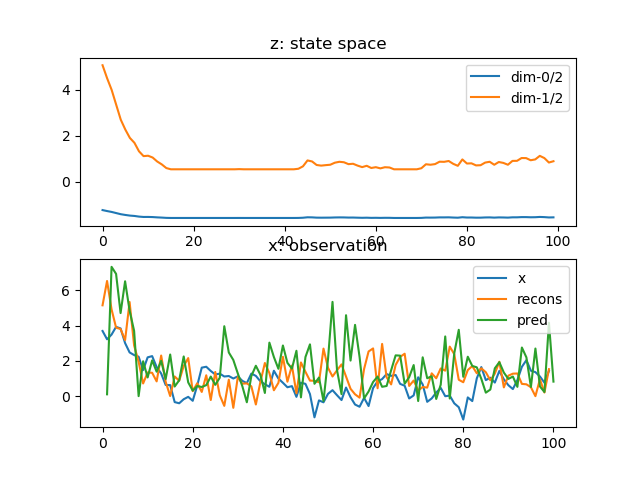 z: state space
4
2
0
dim-0/2
dim-1/2
0 20 40 60 80 100
x: observation
6
4
2
0
x
recons
pred
0 20 40 60 80 100